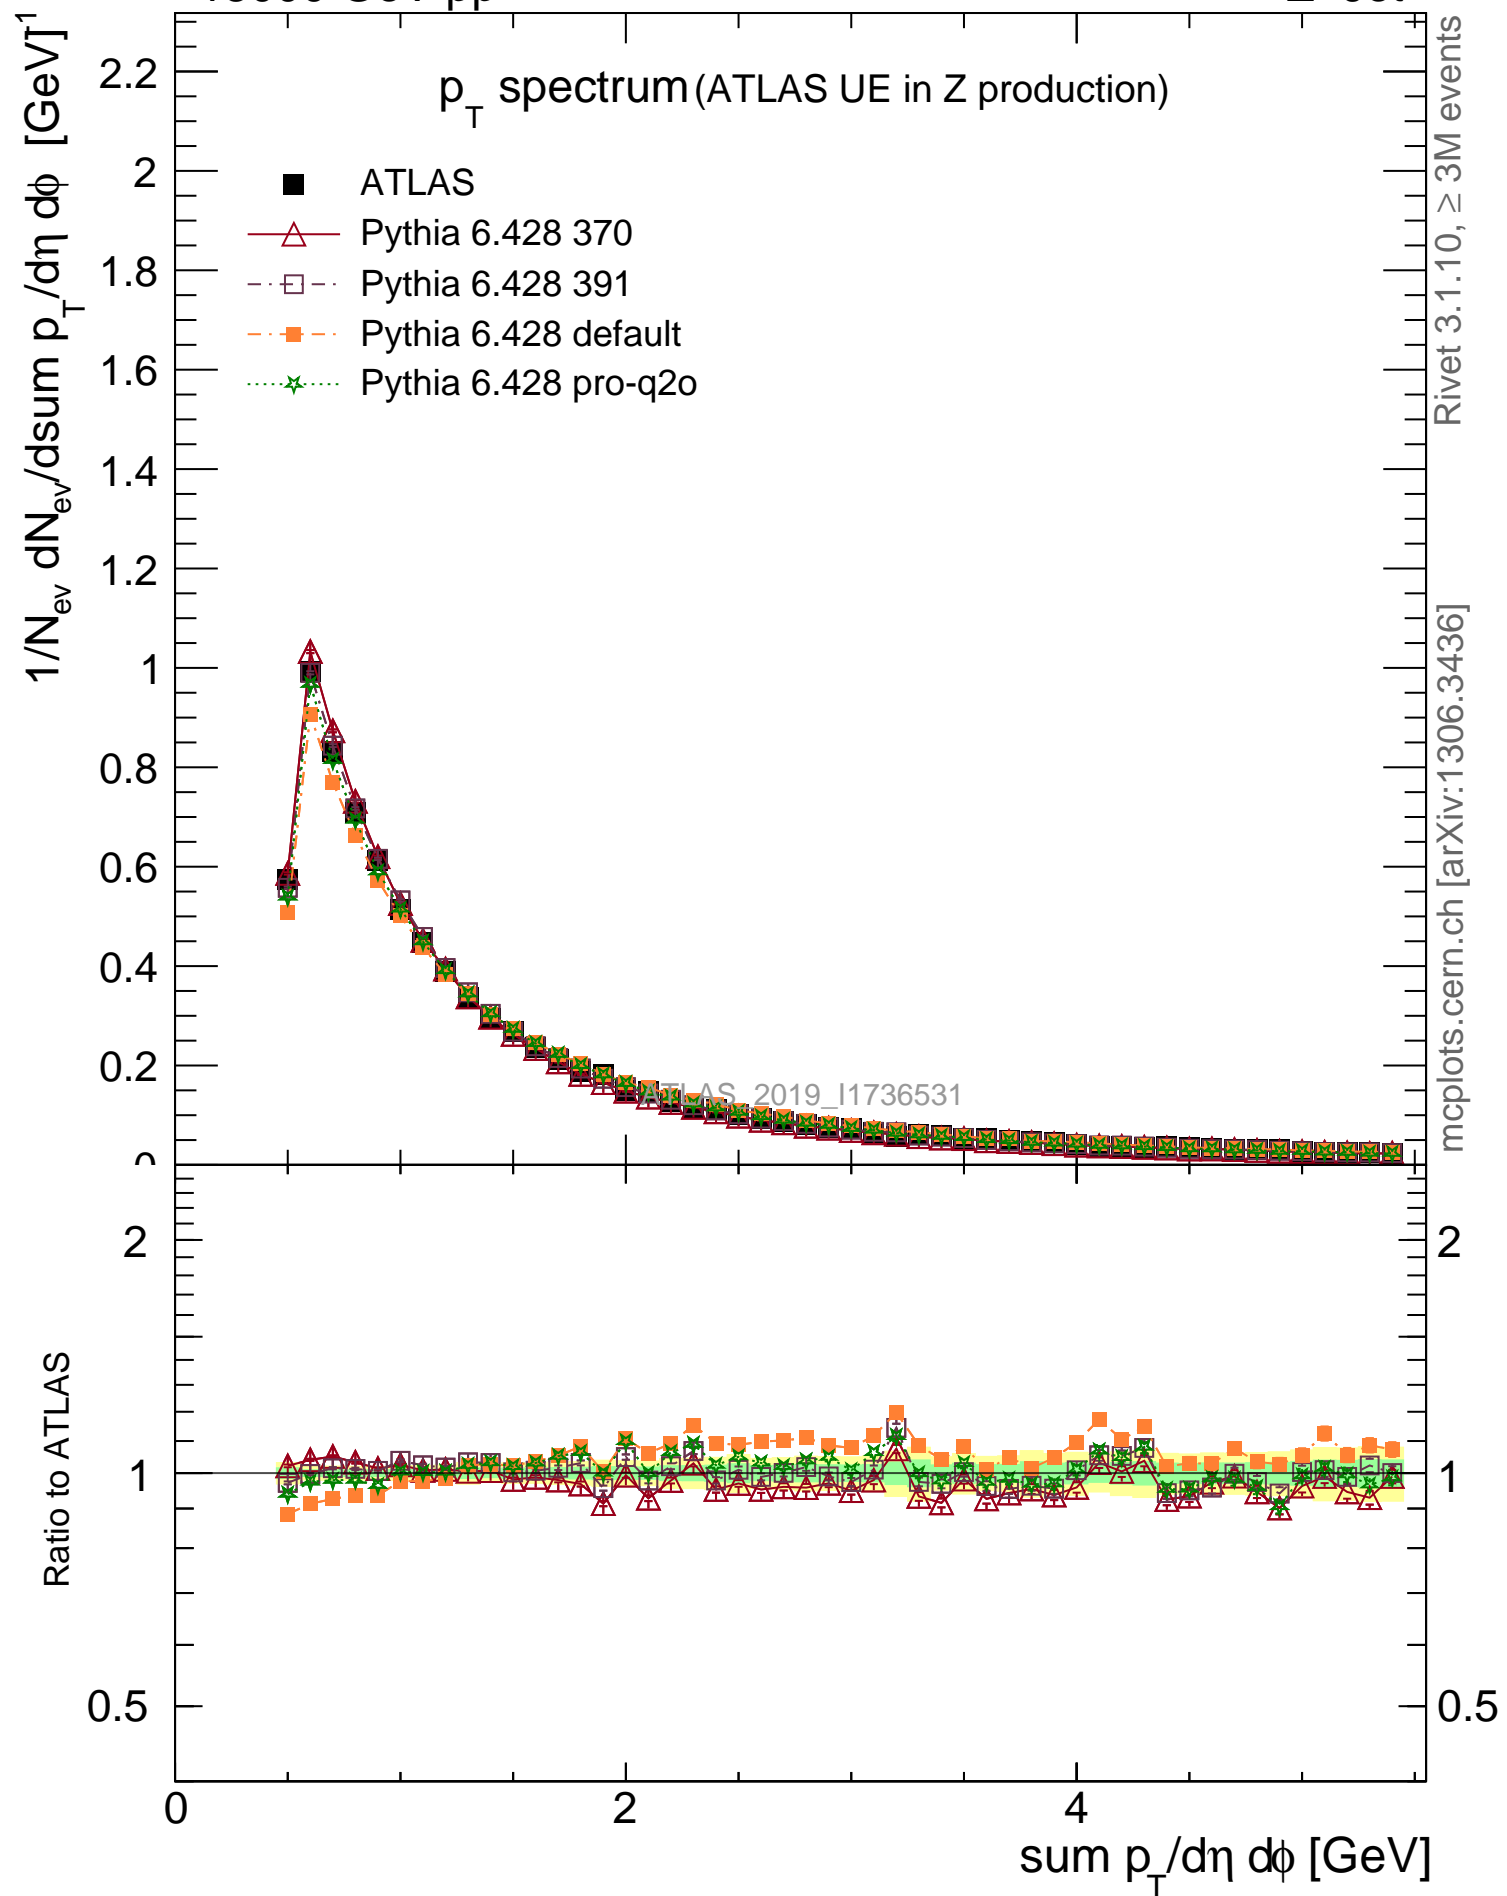 1/N_ev dN_ev/dsum p_T/dη dϕ [GeV]^-1
p_T spectrum (ATLAS UE in Z production)
ATLAS
Pythia 6.428 370
Pythia 6.428 391
Pythia 6.428 default
Pythia 6.428 pro-q2o
2.2
2
1.8
1.6
1.4
1.2
1
0.8
0.6
0.4
0.2
0
ATLAS_2019_I1736531
Rivet 3.1.10, ≥ 3M events
mcplots.cern.ch [arXiv:1306.3436]
Ratio to ATLAS
2
1
0.5
2
1
0.5
0
2
4
sum p_T/dη dϕ [GeV]